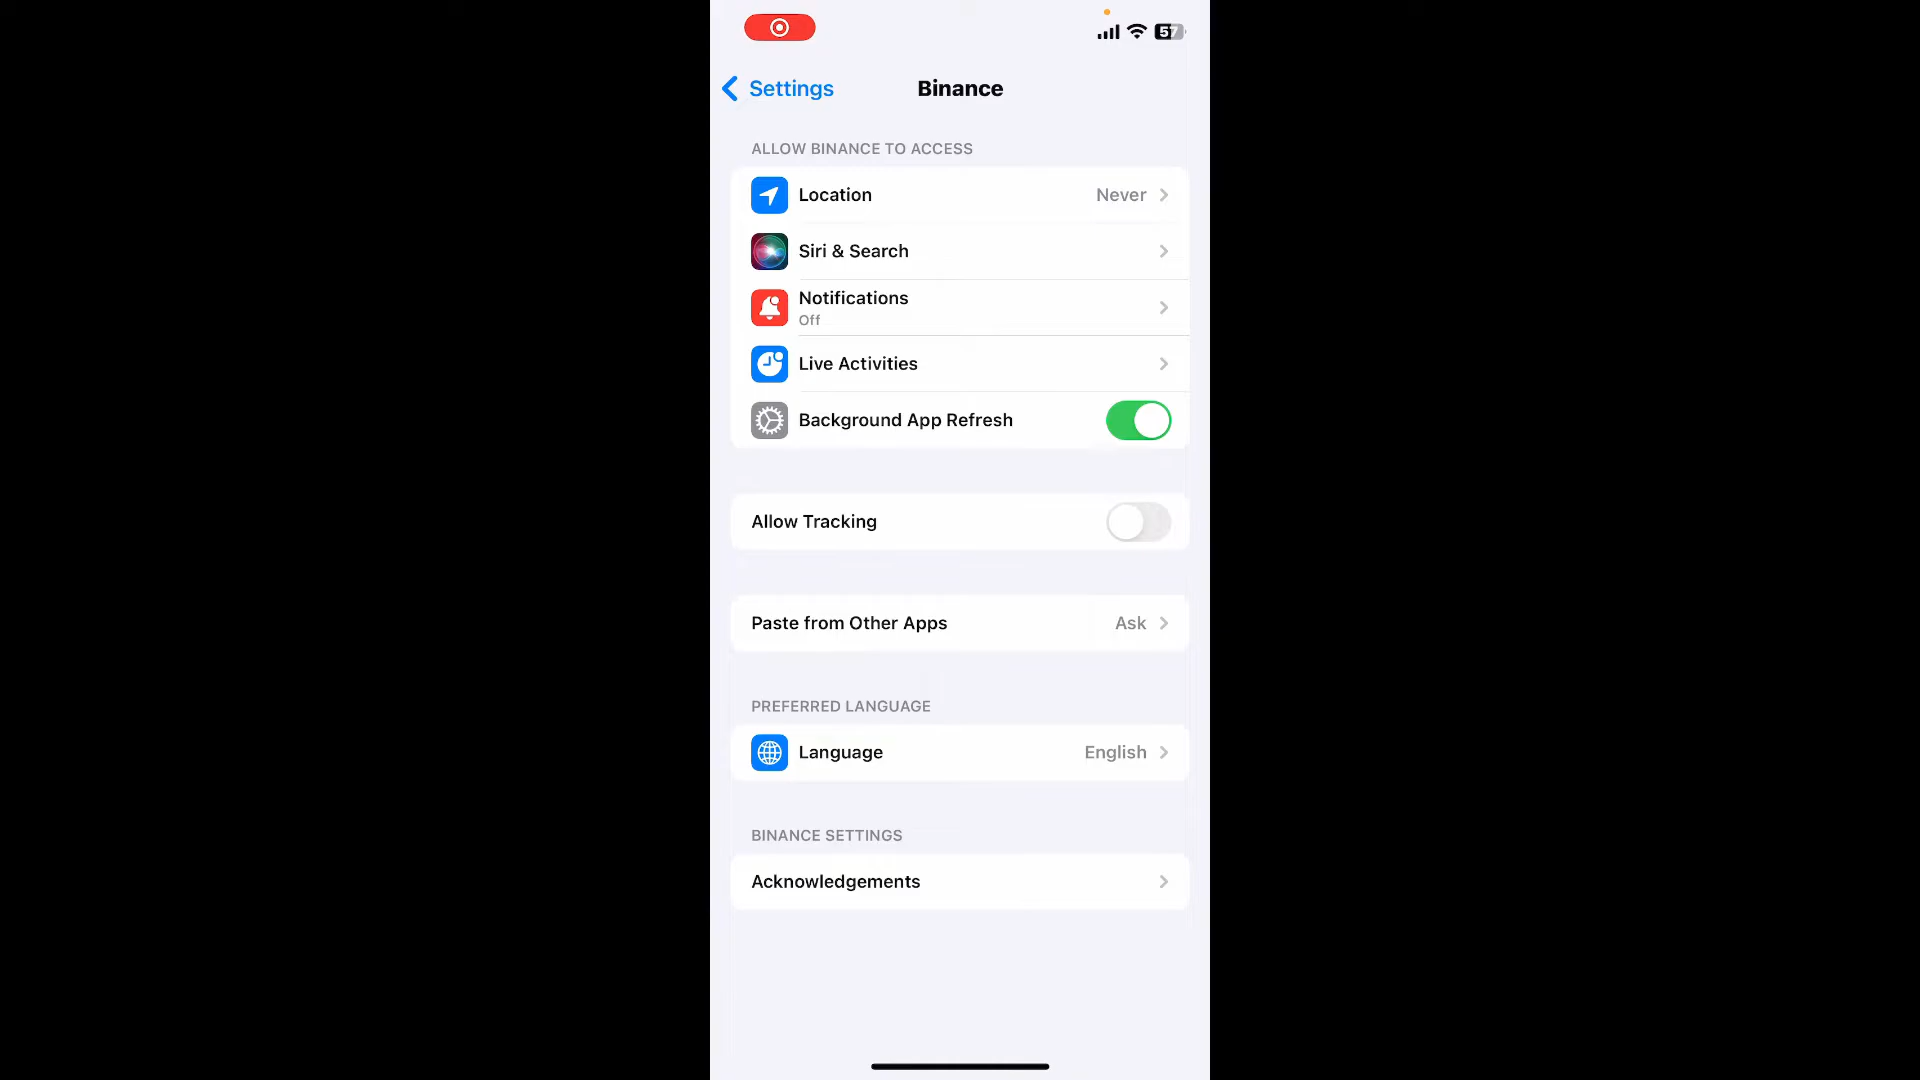 57
Settings
Binance
ALLOW BINANCE TO ACCESS
Location
Never
Siri & Search
Notifications
Off
Live Activities
Background App Refresh
Allow Tracking
Paste from Other Apps
Ask
PREFERRED LANGUAGE
Language
English
BINANCE SETTINGS
Acknowledgements